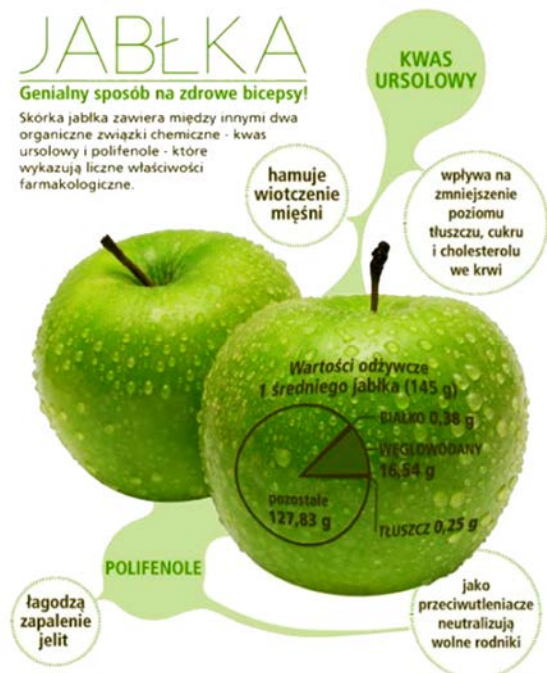 JABŁKA
Genialny sposób na zdrowe bicepsy!
Skórka jabłka zawiera między innymi dwa
organiczne związki chemiczne - kwas
ursolowy i polifenole - które
wykazują liczne właściwości
farmakologiczne.
KWAS
URSOLOWY
hamuje
wiotczenie
mięśni
wpływa na
zmniejszenie
poziomu
tłuszczu, cukru
i cholesterolu
we krwi
Wartości odżywcze
1 średniego jabłka (145 g)
BIAŁKO 0,38 g
WĘGLOWODANY
16,54 g
pozostałe
127,83 g
TŁUSZCZ 0,25 g
POLIFENOLE
łagodzą
zapalenie
jelit
jako
przeciwutleniacze
neutralizują
wolne rodniki